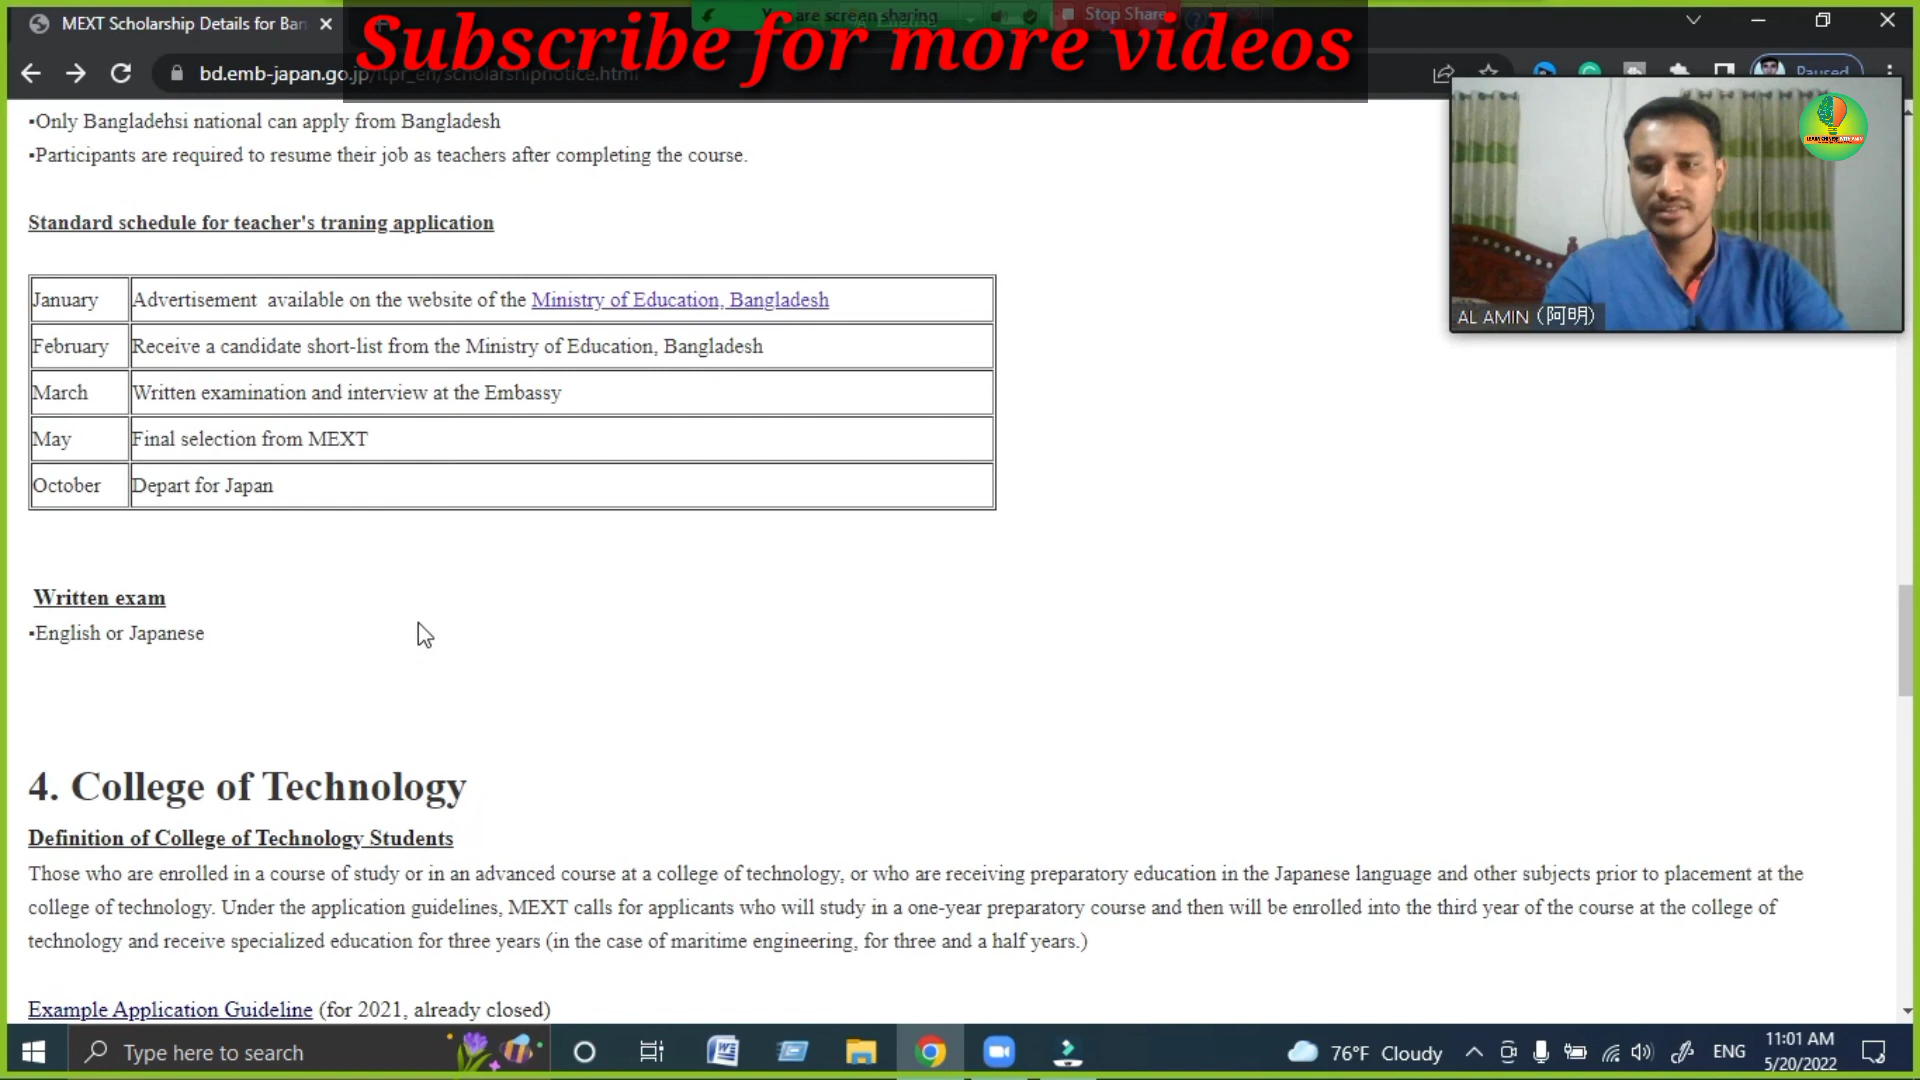 MEXT Scholarship Details for Ban
You are screen sharing
Stop Share
Subscribe for more videos
bd.emb-japan.go.jp/itpr_en/scholarshipnotice.html
Paused
▪Only Bangladehsi national can apply from Bangladesh
▪Participants are required to resume their job as teachers after completing the course.
AL AMIN (阿明)
Standard schedule for teacher's traning application
January Advertisement available on the website of the Ministry of Education, Bangladesh
February Receive a candidate short-list from the Ministry of Education, Bangladesh
March Written examination and interview at the Embassy
May Final selection from MEXT
October Depart for Japan
Written exam
▪English or Japanese
4. College of Technology
Definition of College of Technology Students
Those who are enrolled in a course of study or in an advanced course at a college of technology, or who are receiving preparatory education in the Japanese language and other subjects prior to placement at the
college of technology. Under the application guidelines, MEXT calls for applicants who will study in a one-year preparatory course and then will be enrolled into the third year of the course at the college of
technology and receive specialized education for three years (in the case of maritime engineering, for three and a half years.)
Example Application Guideline (for 2021, already closed)
Type here to search
76°F Cloudy
ENG
11:01 AM
5/20/2022